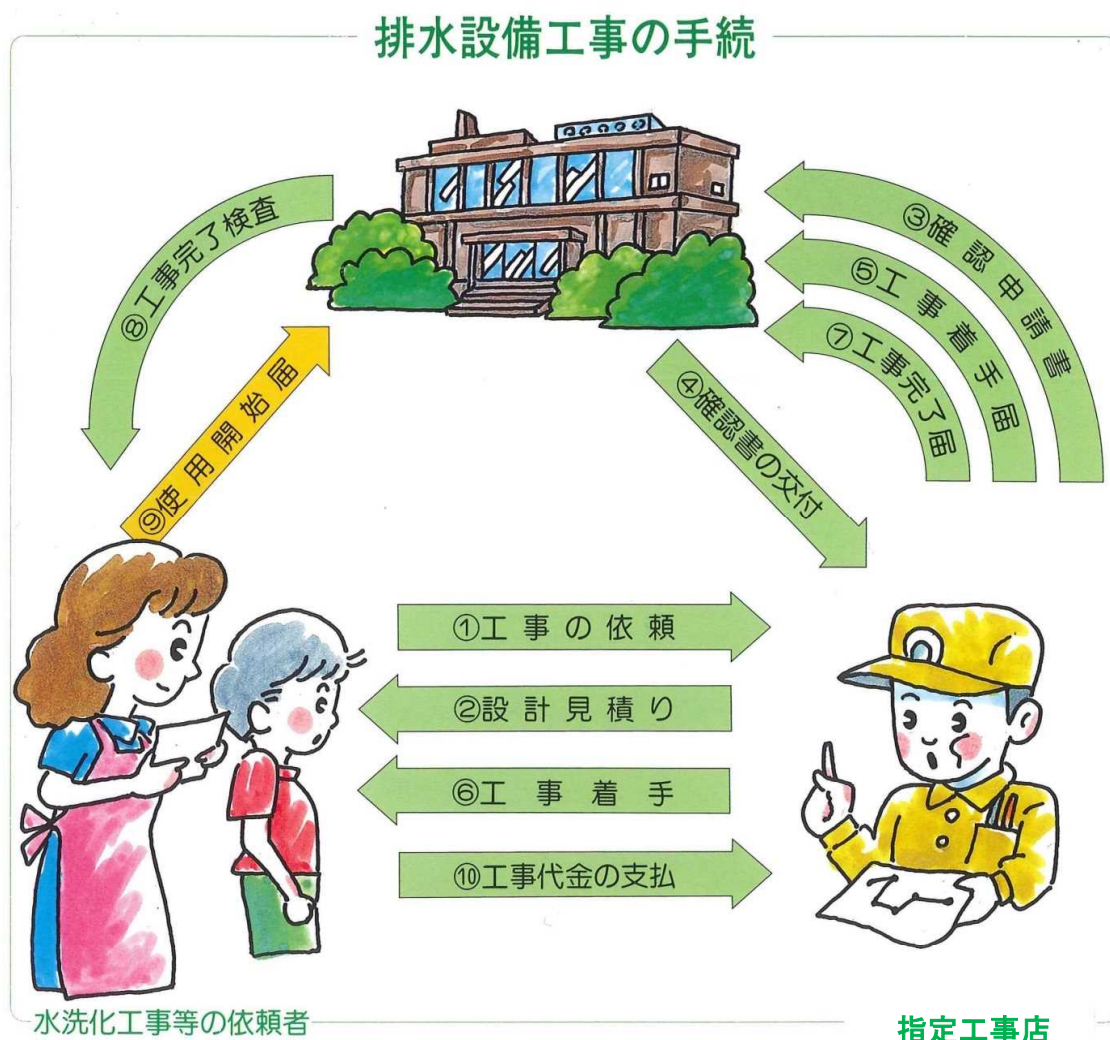 排水設備工事の手続
③確認申請書
⑤工事着手届
⑦工事完了届
⑧工事完了検査
④確認書の交付
⑨使用開始届
①工事の依頼
②設計見積り
⑥工事着手
⑩工事代金の支払
水洗化工事等の依頼者
指定工事店